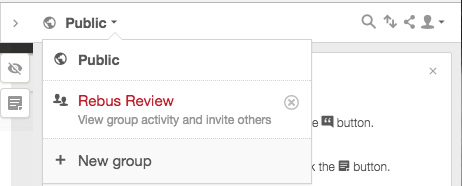 Public
Public
Rebus Review
View group activity and invite others
e button.
New group
k the button.